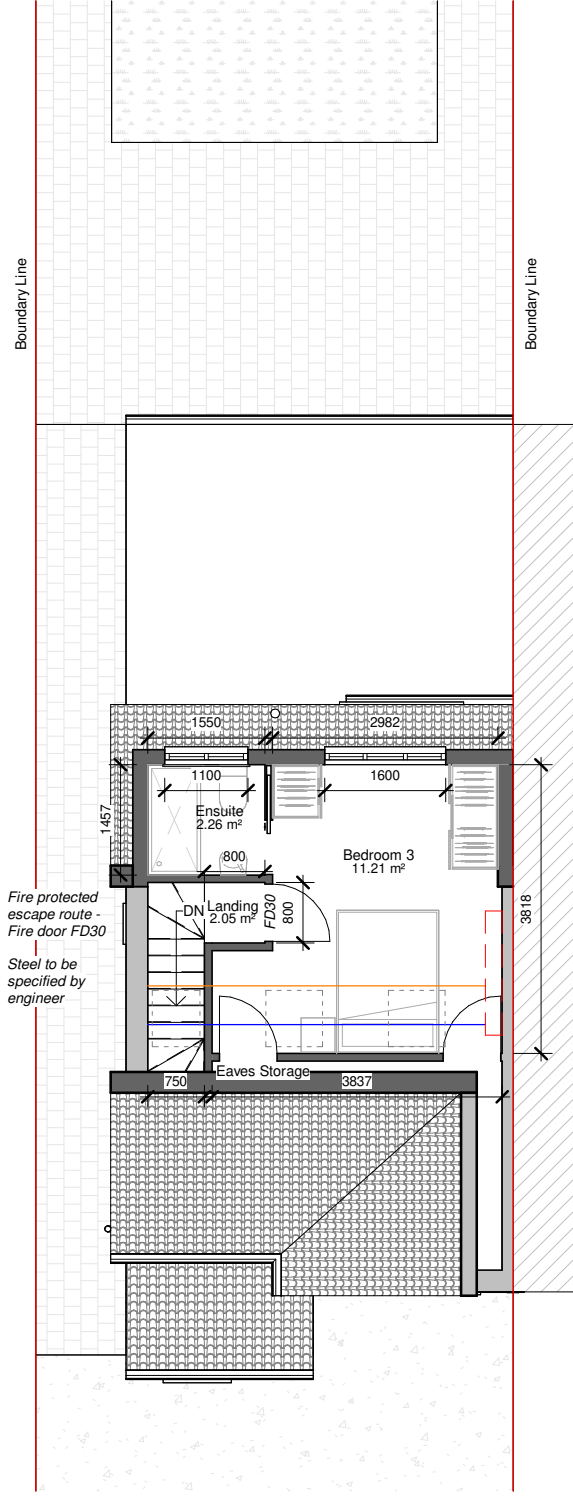 Boundary Line
Boundary Line
1550
2982
1100
1600
1457
Ensuite
2.26 m²
800
Bedroom 3
11.21 m²
Fire protected
escape route -
Fire door FD30
Steel to be
specified by
engineer
DN
Landing
2.05 m²
FD30
800
3818
Eaves Storage
750
3837